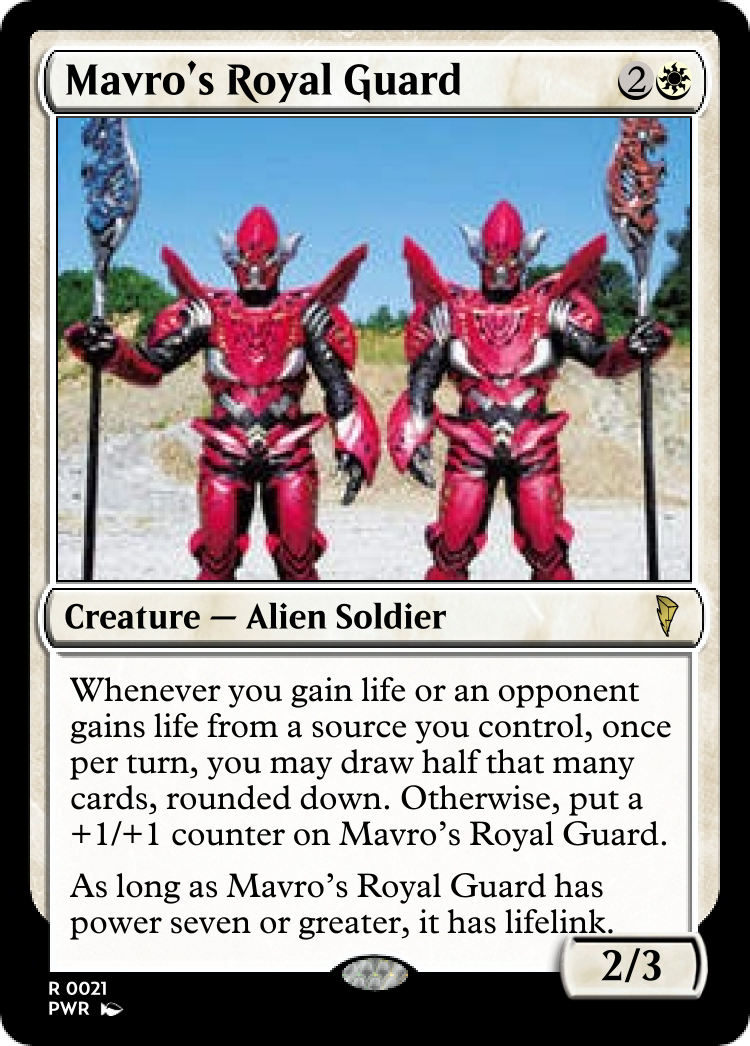 Mavro's Royal Guard 2
Creature — Alien Soldier
Whenever you gain life or an opponent
gains life from a source you control, once
per turn, you may draw half that many
cards, rounded down. Otherwise, put a
+1/+1 counter on Mavro's Royal Guard.
As long as Mavro's Royal Guard has
power seven or greater, it has lifelink.
2/3
R 0021
PWR